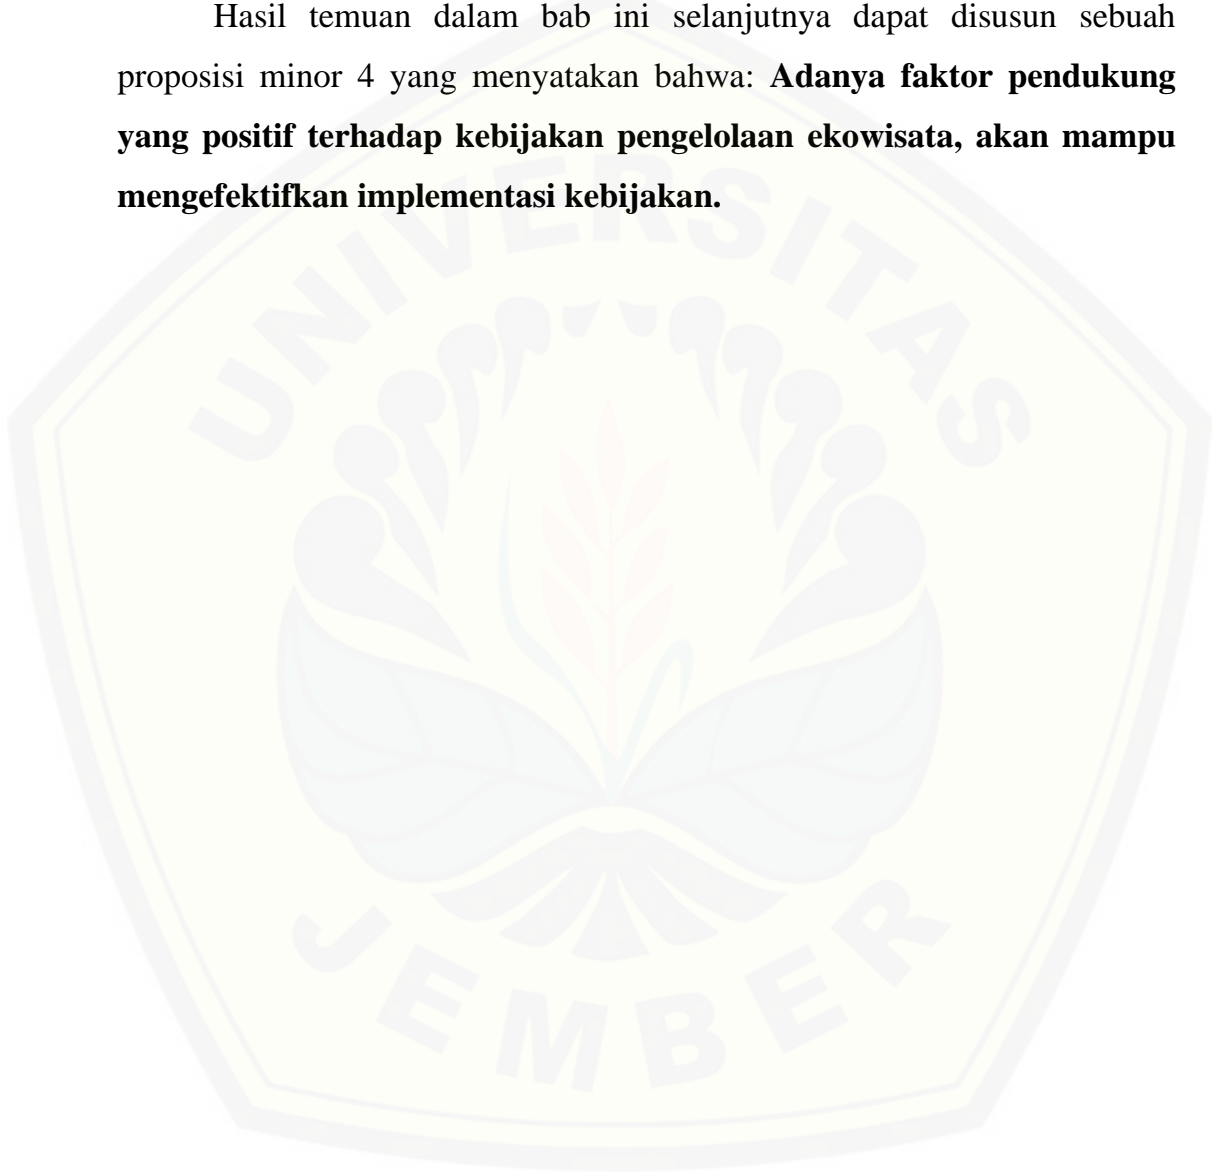 Hasil temuan dalam bab ini selanjutnya dapat disusun sebuah
proposisi minor 4 yang menyatakan bahwa: Adanya faktor pendukung
yang positif terhadap kebijakan pengelolaan ekowisata, akan mampu
mengefektifkan implementasi kebijakan.
UNIVERSITAS
JEMBER